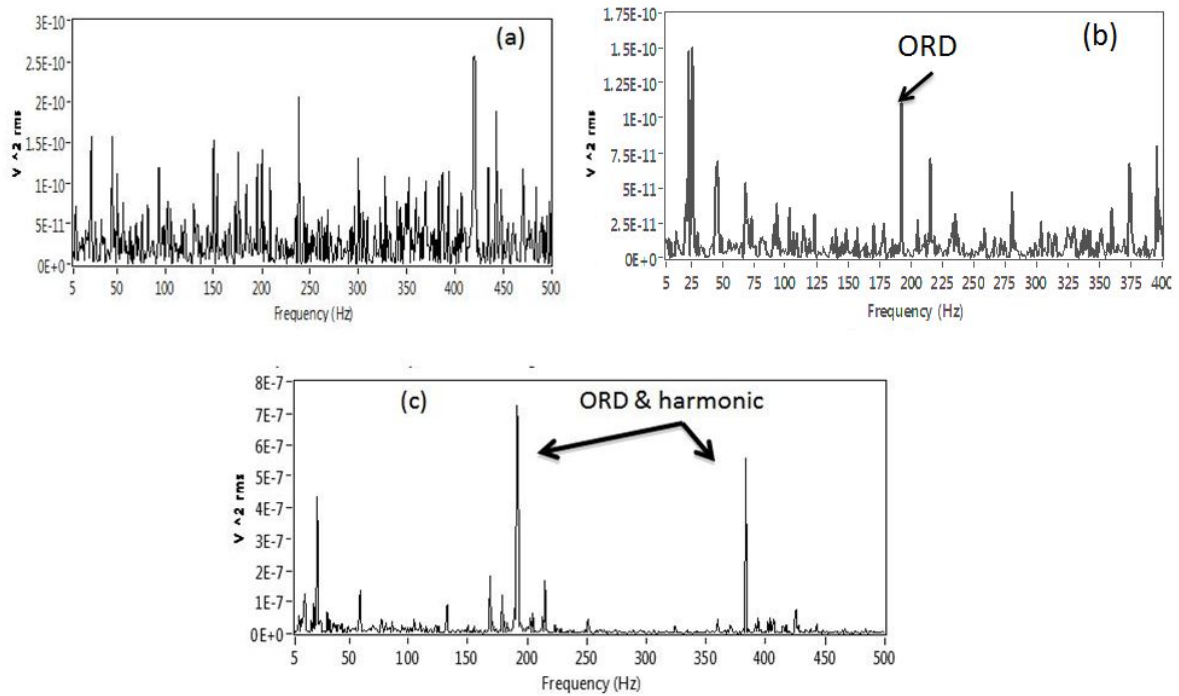 (a)
3E-10
2.5E-10
2E-10
1.5E-10
1E-10
5E-11
0E+0
V ^2 rms
5 50 100 150 200 250 300 350 400 450 500
Frequency (Hz)
(b)
ORD
1.75E-10
1.5E-10
1.25E-10
1E-10
7.5E-11
5E-11
2.5E-11
0E+0
V ^2 rms
5 25 50 75 100 125 150 175 200 225 250 275 300 325 350 375 400
Frequency (Hz)
(c)
ORD & harmonic
8E-7
7E-7
6E-7
5E-7
4E-7
3E-7
2E-7
1E-7
0E+0
V ^2 rms
5 50 100 150 200 250 300 350 400 450 500
Frequency (Hz)